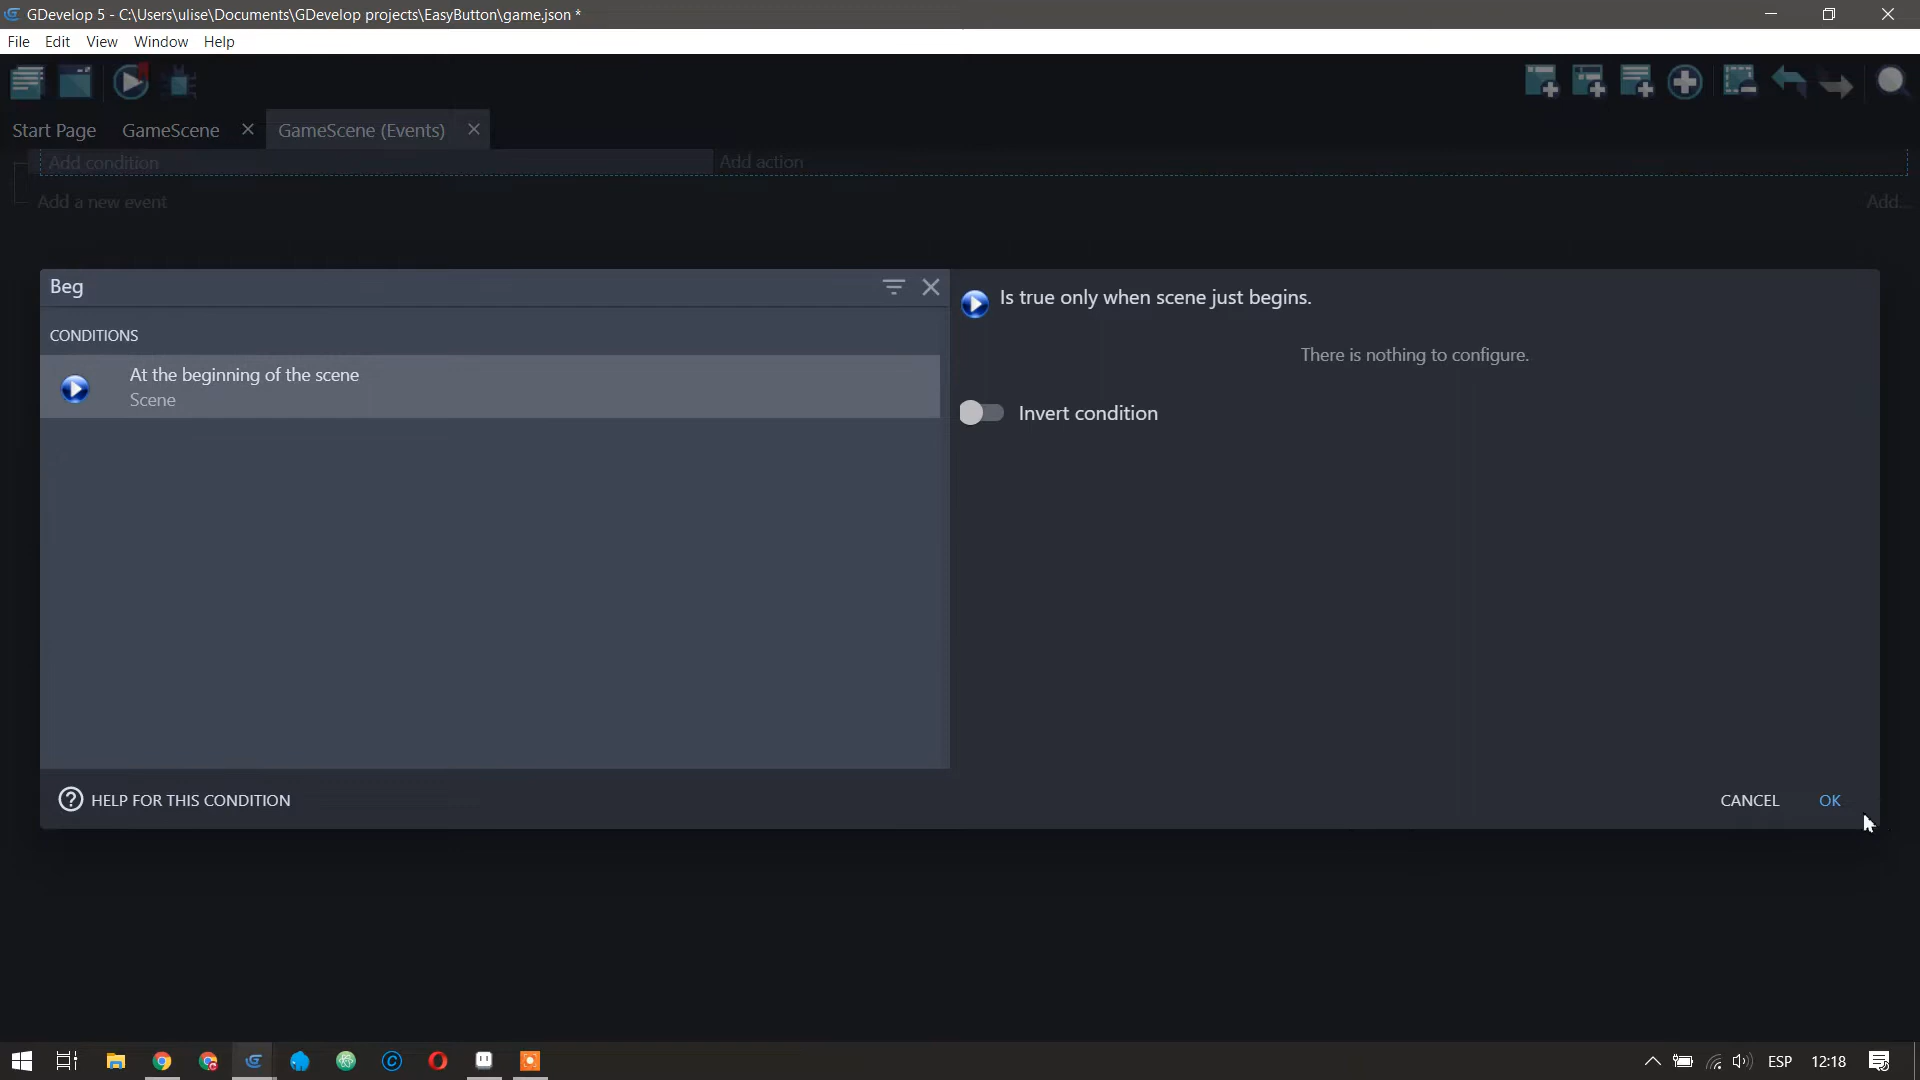 GDevelop 5 - C:\Users\ulise\Documents\GDevelop projects\EasyButton\game.json *
File Edit View Window Help
Start Page GameScene GameScene (Events)
Add condition Add action
Add a new event Add...
Beg
CONDITIONS
At the beginning of the scene
Scene
Is true only when scene just begins.
There is nothing to configure.
Invert condition
HELP FOR THIS CONDITION
CANCEL OK
ESP 12:18